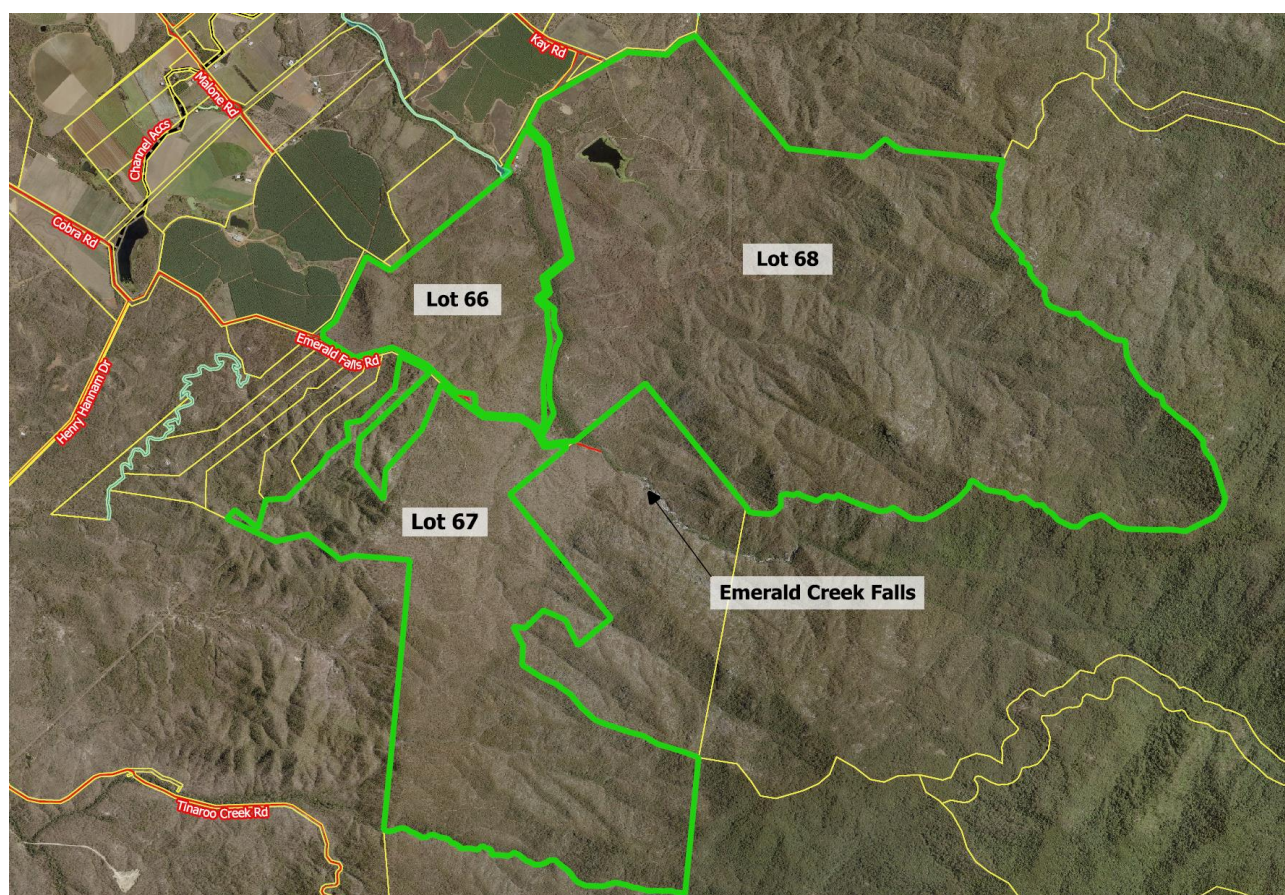 Kay Rd
Malone Rd
Channel Accs
Cobra Rd
Lot 68
Lot 66
Emerald Falls Rd
Henry Hannam Dr
Lot 67
Emerald Creek Falls
Tinaroo Creek Rd